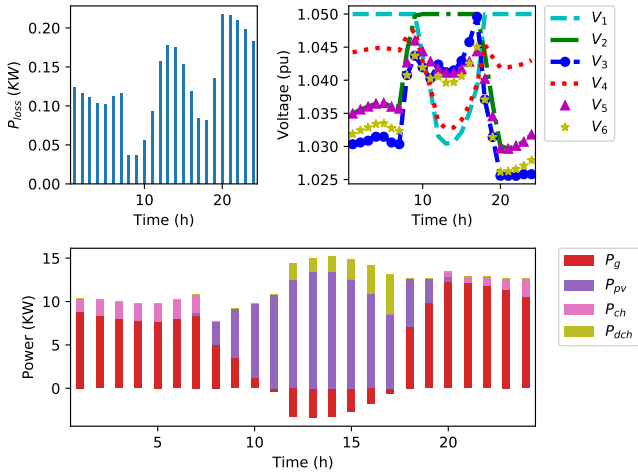 0.20
0.15
0.10
0.05
0.00
P_loss (KW)
10
20
Time (h)
1.050
1.045
1.040
1.035
1.030
1.025
Voltage (pu)
10
20
Time (h)
V_1
V_2
V_3
V_4
V_5
V_6
15
10
5
0
Power (KW)
5
10
15
20
Time (h)
P_g
P_pv
P_ch
P_dch